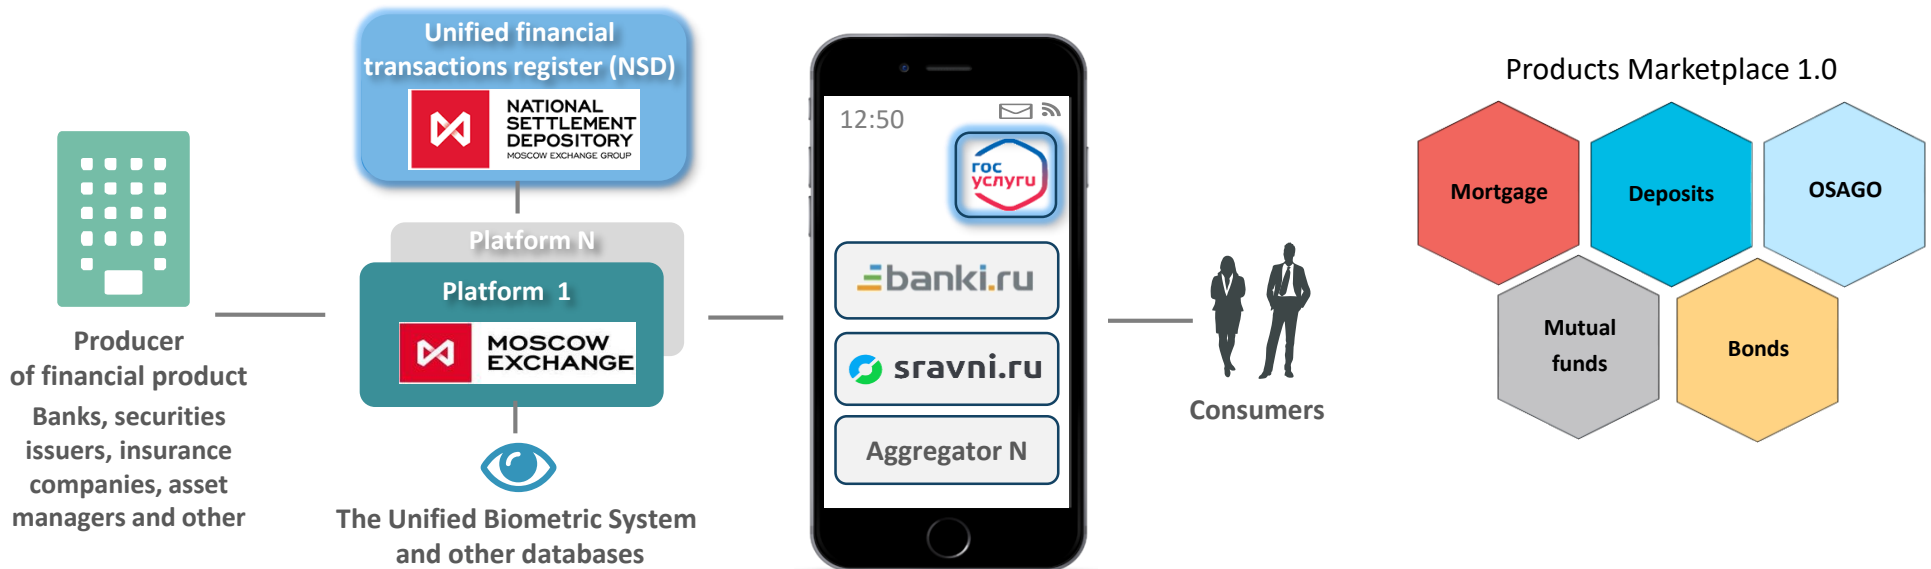 Unified financial
transactions register (NSD)
NATIONAL
SETTLEMENT
DEPOSITORY
MOSCOW EXCHANGE GROUP
Platform N
Platform 1
MOSCOW
EXCHANGE
The Unified Biometric System
and other databases
Producer
of financial product
Banks, securities
issuers, insurance
companies, asset
managers and other
12:50
гос
услуги
banki.ru
sravni.ru
Aggregator N
Consumers
Products Marketplace 1.0
Mortgage
Deposits
OSAGO
Mutual
funds
Bonds